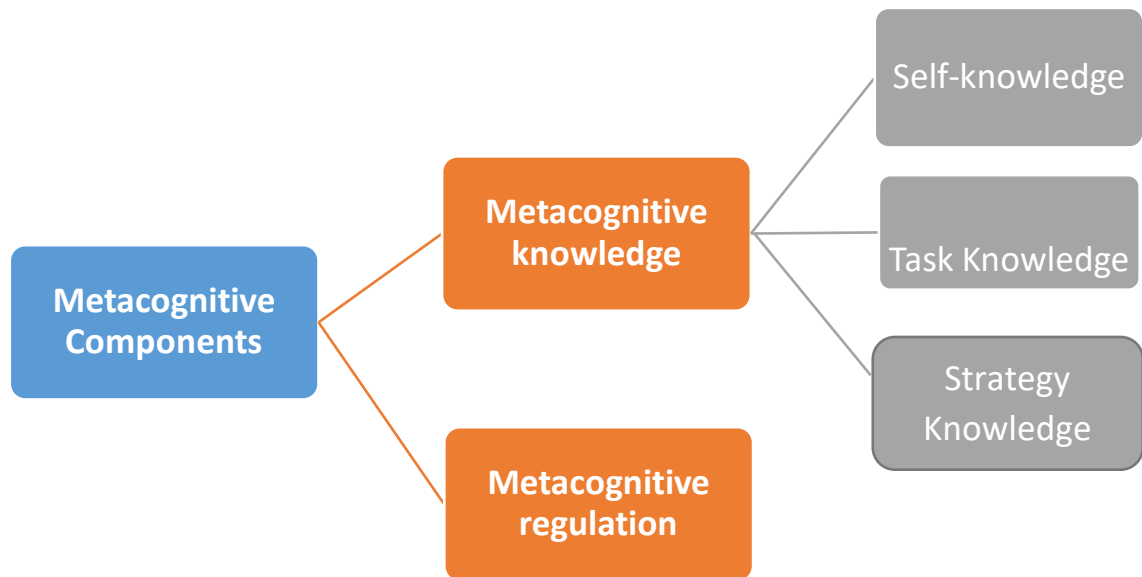 Self-knowledge
Metacognitive
knowledge
Task Knowledge
Metacognitive
Components
Strategy
Knowledge
Metacognitive
regulation